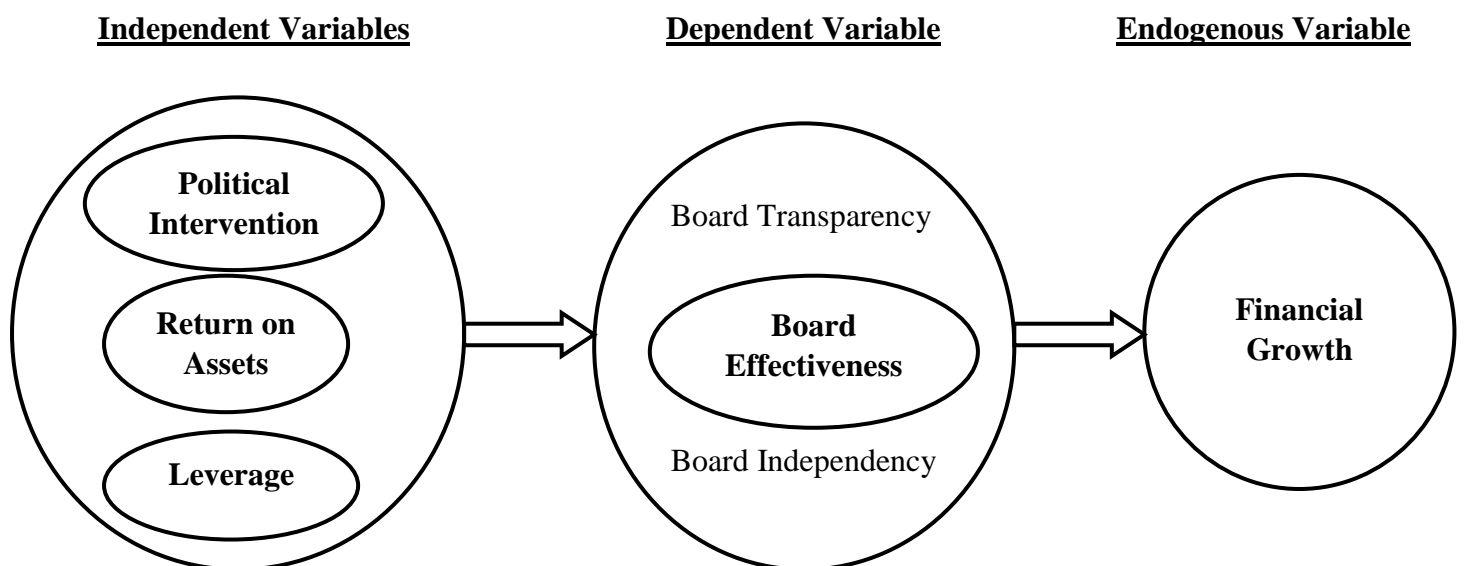 Independent Variables
Dependent Variable
Endogenous Variable
Political
Intervention
Return on
Assets
Leverage
Board Transparency
Board
Effectiveness
Board Independency
Financial
Growth